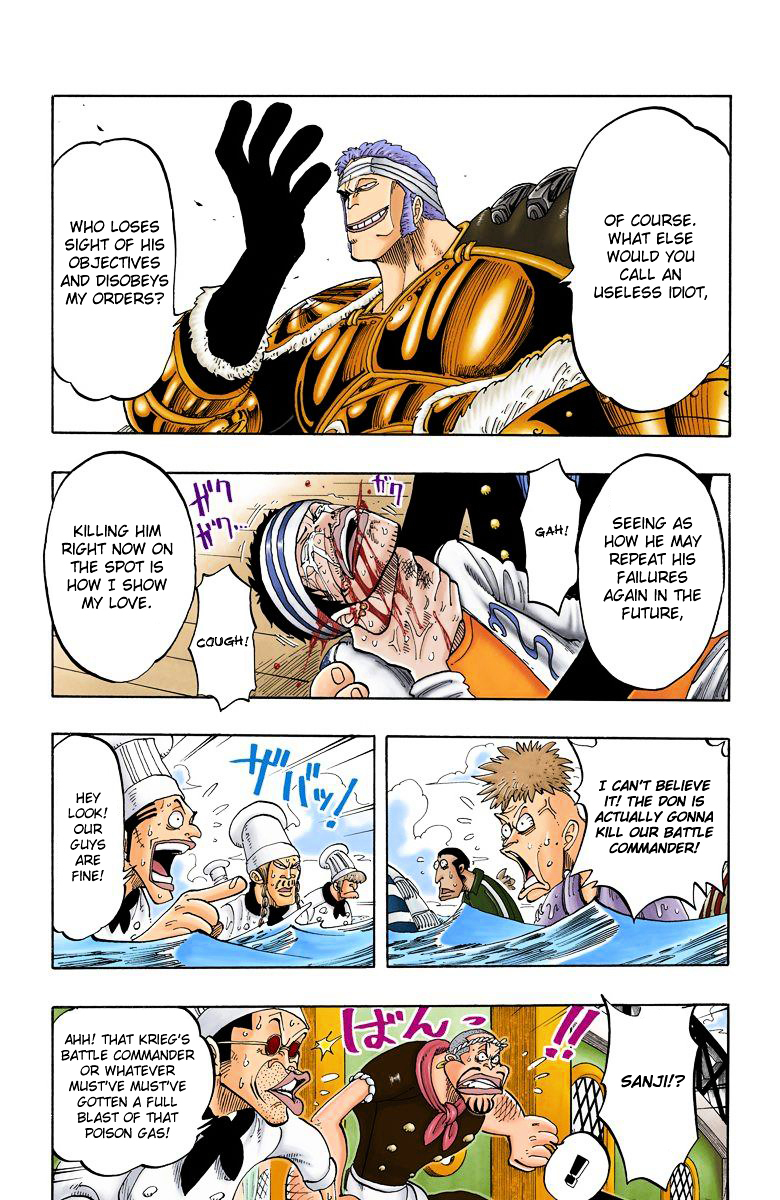 OF COURSE.
WHAT ELSE
WOULD YOU
CALL AN
USELESS IDIOT,
WHO LOSES
SIGHT OF HIS
OBJECTIVES
AND DISOBEYS
MY ORDERS?
SEEING AS
HOW HE MAY
REPEAT HIS
FAILURES
AGAIN IN THE
FUTURE,
GAH!
ガク
ガク
ガク…
KILLING HIM
RIGHT NOW ON
THE SPOT IS
HOW I SHOW
MY LOVE.
COUGH!
I CAN'T BELIEVE
IT! THE DON IS
ACTUALLY GONNA
KILL OUR BATTLE
COMMANDER!
ザバッ!
HEY
LOOK!
OUR
GUYS
ARE
FINE!
SANJI!?
ばんっ!!
!
AHH! THAT KRIEG'S
BATTLE COMMANDER
OR WHATEVER
MUST'VE MUST'VE
GOTTEN A FULL
BLAST OF THAT
POISON GAS!